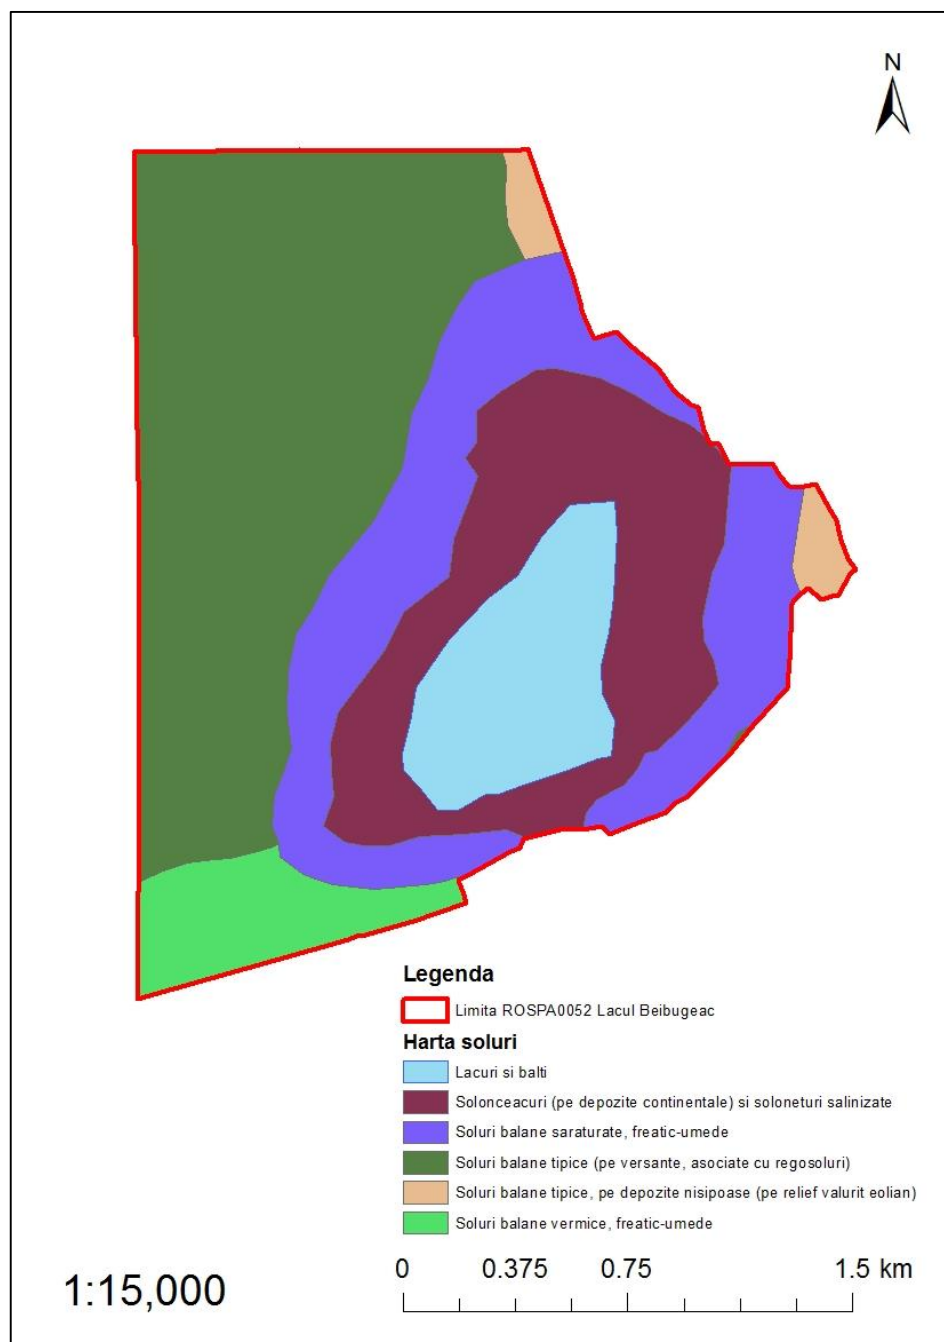 N
Legenda
Limita ROSPA0052 Lacul Beibugeac
Harta soluri
Lacuri si balti
Solonceacuri (pe depozite continentale) si soloneturi salinizate
Soluri balane saraturate, freatic-umede
Soluri balane tipice (pe versante, asociate cu regosoluri)
Soluri balane tipice, pe depozite nisipoase (pe relief valurit eolian)
Soluri balane vermice, freatic-umede
0 0.375 0.75 1.5 km
1:15,000